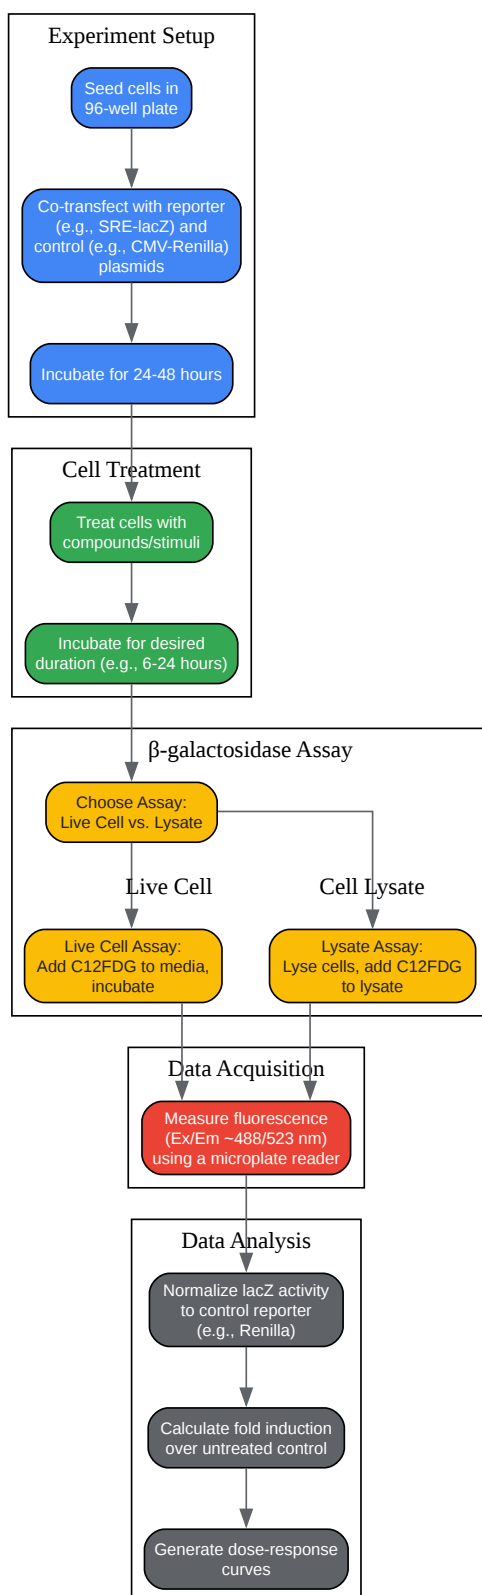 Experiment Setup
Seed cells in
96-well plate
Co-transfect with reporter
(e.g., SRE-lacZ) and
control (e.g., CMV-Renilla)
plasmids
Incubate for 24-48 hours
Cell Treatment
Treat cells with
compounds/stimuli
Incubate for desired
duration (e.g., 6-24 hours)
β-galactosidase Assay
Choose Assay:
Live Cell vs. Lysate
Live Cell
Cell Lysate
Live Cell Assay:
Add C12FDG to media,
incubate
Lysate Assay:
Lyse cells, add C12FDG
to lysate
Data Acquisition
Measure fluorescence
(Ex/Em ~488/523 nm)
using a microplate reader
Data Analysis
Normalize lacZ activity
to control reporter
(e.g., Renilla)
Calculate fold induction
over untreated control
Generate dose-response
curves